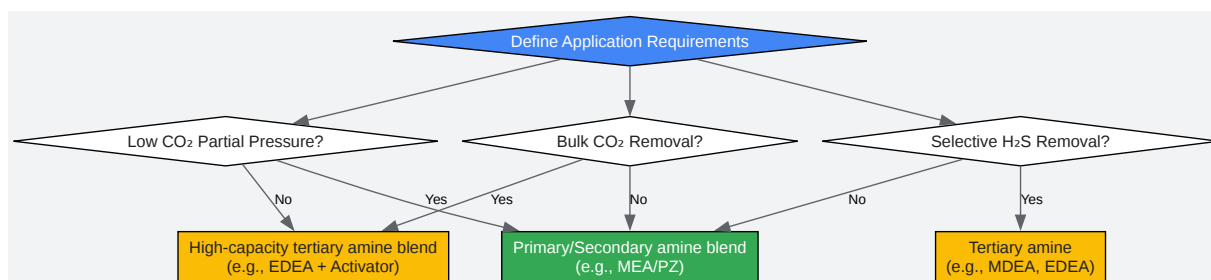 Define Application Requirements
Low CO₂ Partial Pressure?
Bulk CO₂ Removal?
Selective H₂S Removal?
No
Yes
Yes
No
No
Yes
High-capacity tertiary amine blend
(e.g., EDEA + Activator)
Primary/Secondary amine blend
(e.g., MEA/PZ)
Tertiary amine
(e.g., MDEA, EDEA)